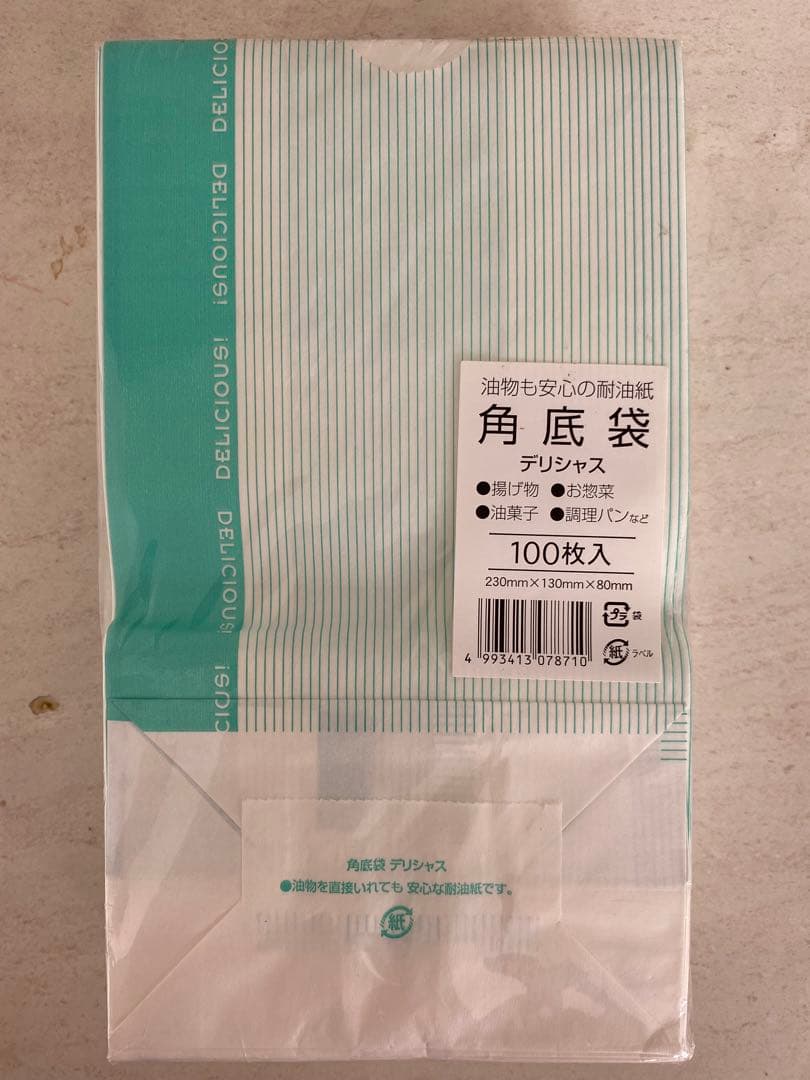 DELICIOUS!
DELICIOUS!
DELICIOUS!
油物も安心の耐油紙
角底袋
デリシャス
●揚げ物 ●お惣菜
●油菓子 ●調理パンなど
100枚入
230mm×130mm×80mm
4 993413 078710
プラ 袋
紙 ラベル
角底袋 デリシャス
●油物を直接いれても 安心な耐油紙です。
紙